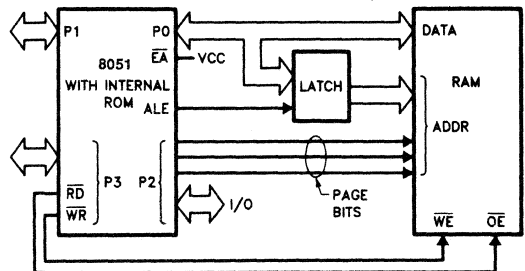 P1
P0
DATA
EA
VCC
8051
WITH INTERNAL
ROM
LATCH
RAM
ALE
ADDR
P3
P2
RD
WR
I/O
PAGE
BITS
WE
OE